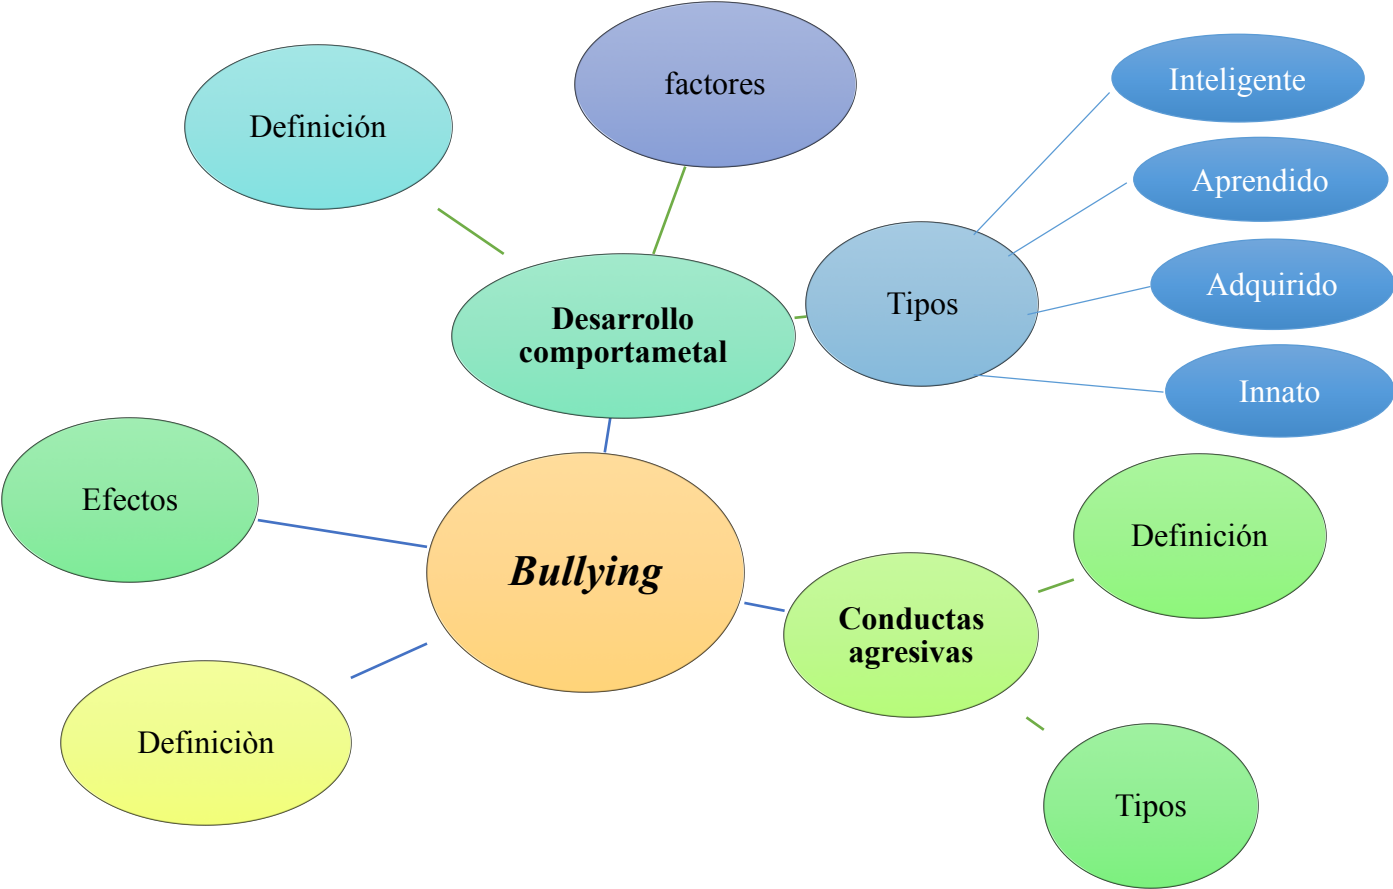 factores
Inteligente
Definición
Aprendido
Adquirido
Tipos
Desarrollo
comportametal
Innato
Efectos
Definición
Bullying
Conductas
agresivas
Definiciòn
Tipos